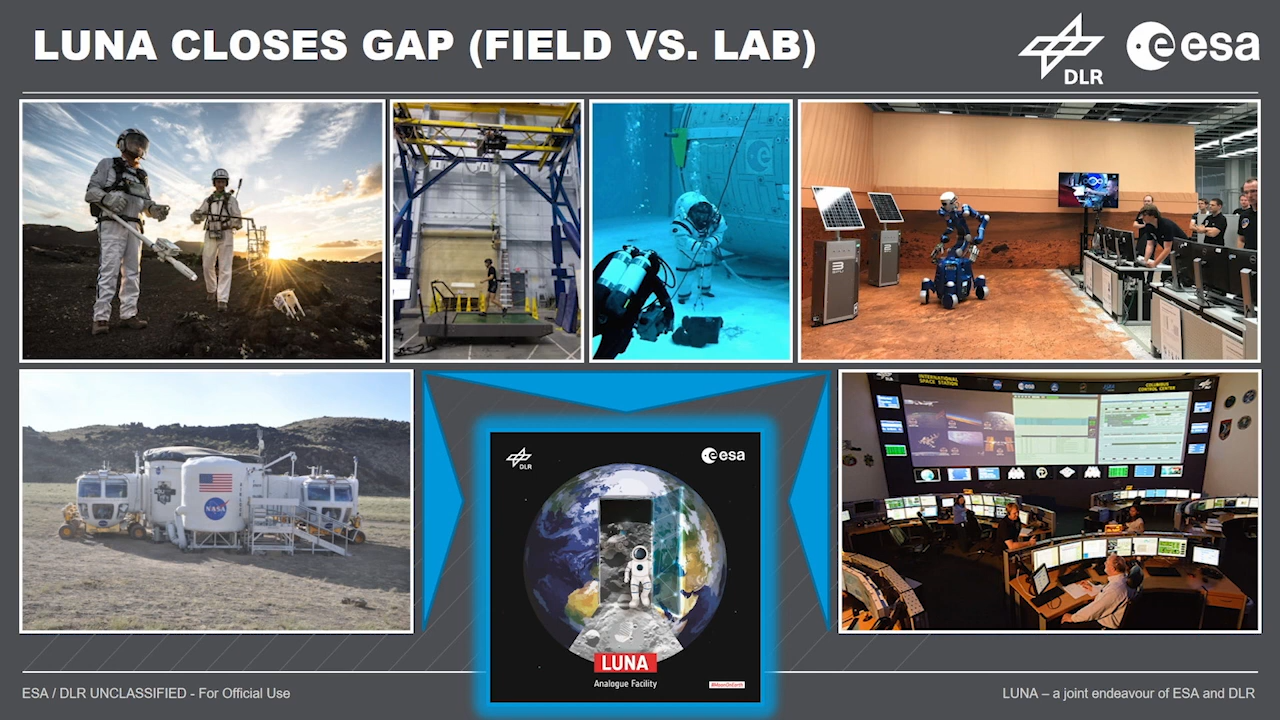 LUNA CLOSES GAP (FIELD VS. LAB)
DLR
esa
NASA
INTERNATIONAL
SPACE STATION
COLUMBUS
CONTROL CENTER
DLR
esa
LUNA
Analogue Facility
#MoonOnEarth
ESA / DLR UNCLASSIFIED - For Official Use
LUNA – a joint endeavour of ESA and DLR